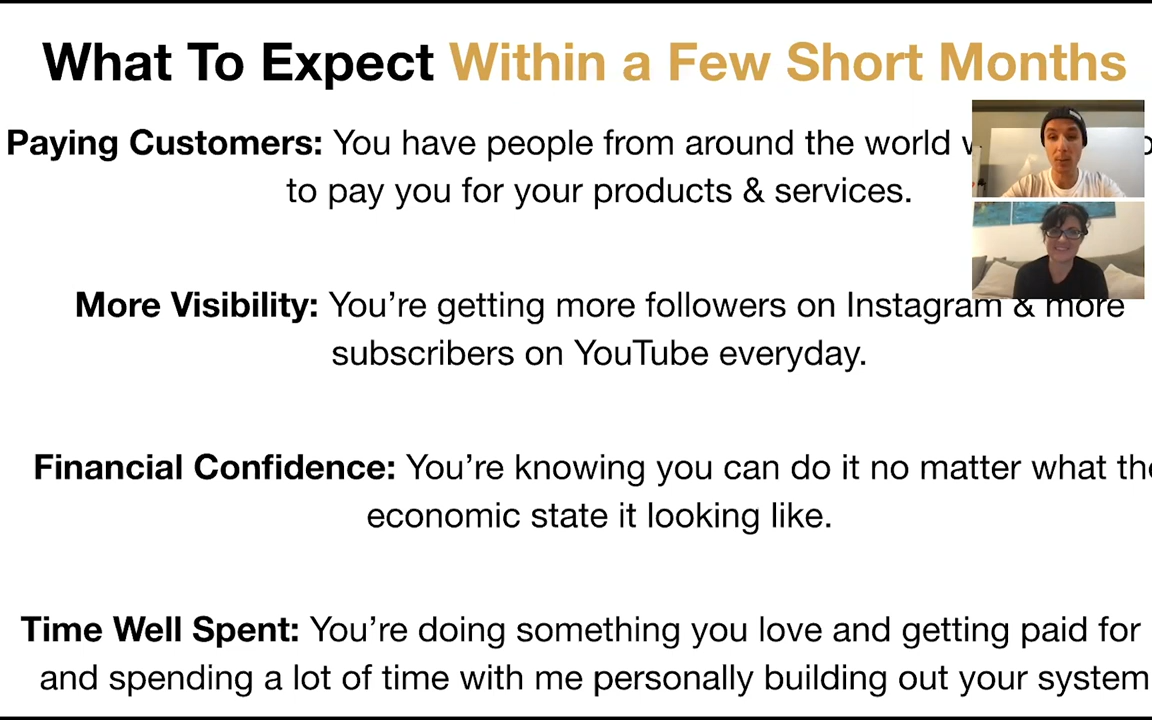 What To Expect Within a Few Short Months
Paying Customers: You have people from around the world
to pay you for your products & services.
More Visibility: You’re getting more followers on Instagram & more
subscribers on YouTube everyday.
Financial Confidence: You’re knowing you can do it no matter what the
economic state it looking like.
Time Well Spent: You’re doing something you love and getting paid for
and spending a lot of time with me personally building out your system